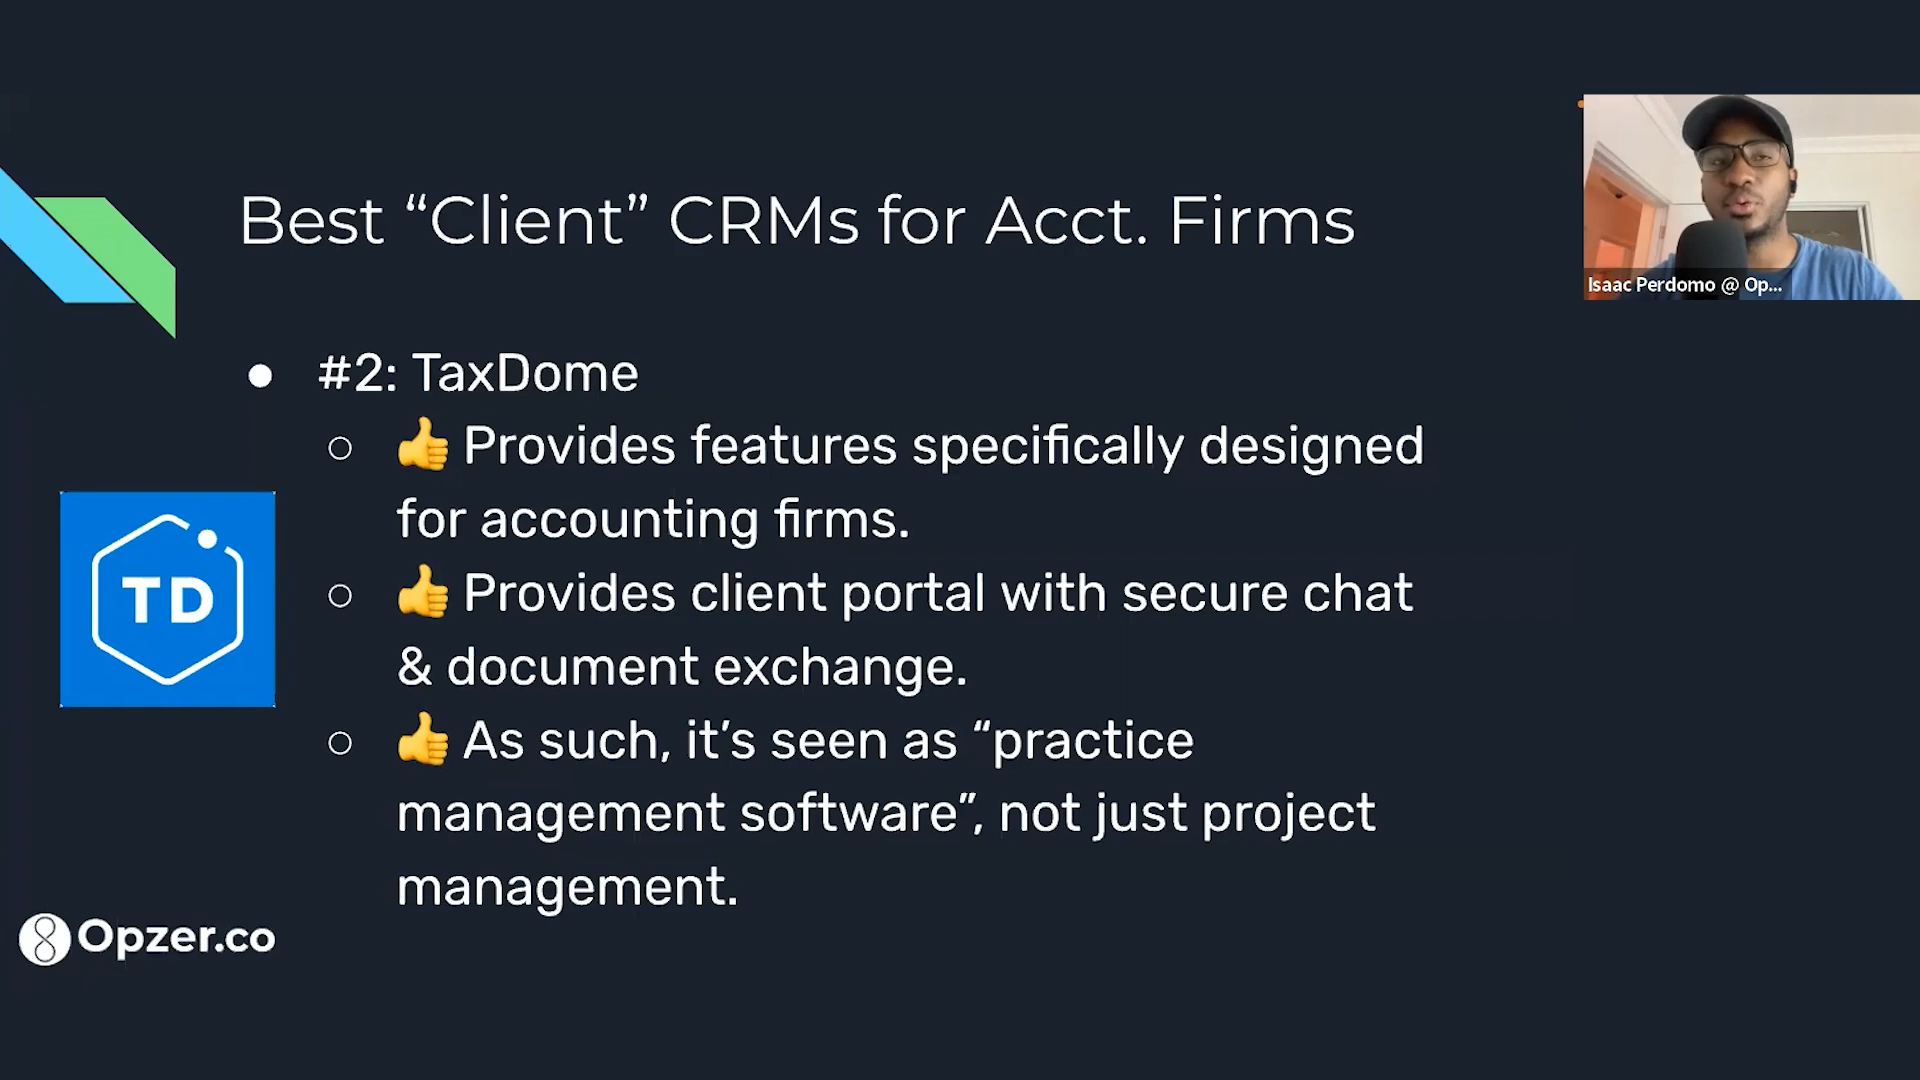 Best “Client” CRMs for Acct. Firms
Isaac Perdomo @ Op...
● #2: TaxDome
○ 👍 Provides features specifically designed
for accounting firms.
○ 👍 Provides client portal with secure chat
& document exchange.
○ 👍 As such, it’s seen as “practice
management software”, not just project
management.
TD
Opzer.co